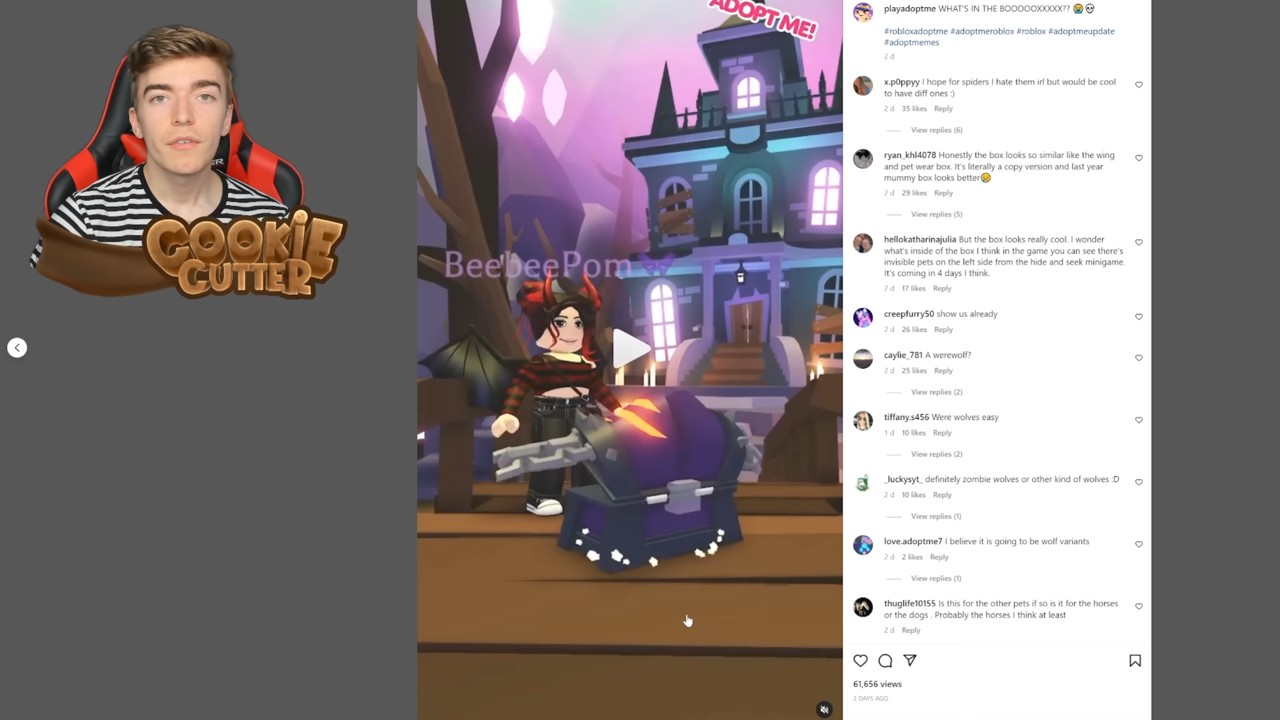 COOKIE
CUTTER
ADOPT ME!
BeebeePom
playadoptme WHAT'S IN THE BOOOOOXXXXX?? 😭💀
#robloxadoptme #adoptmeroblox #roblox #adoptmeupdate
#adoptmemes
2 d
x.p0ppyy I hope for spiders I hate them irl but would be cool
to have diff ones :)
2 d 35 likes Reply
View replies (6)
ryan_khl4078 Honestly the box looks so similar like the wing
and pet wear box. It's literally a copy version and last year
mummy box looks better😥
2 d 29 likes Reply
View replies (5)
hellokatharinajulia But the box looks really cool. I wonder
what's inside of the box I think in the game you can see there's
invisible pets on the left side from the hide and seek minigame.
It's coming in 4 days I think.
2 d 17 likes Reply
creepfurry50 show us already
2 d 26 likes Reply
caylie_781 A werewolf?
2 d 25 likes Reply
View replies (2)
tiffany.s456 Were wolves easy
1 d 10 likes Reply
View replies (2)
_luckysyt_ definitely zombie wolves or other kind of wolves :D
2 d 10 likes Reply
View replies (1)
love.adoptme7 I believe it is going to be wolf variants
2 d 2 likes Reply
View replies (1)
thuglife10155 Is this for the other pets if so is it for the horses
or the dogs . Probably the horses I think at least
2 d Reply
61,656 views
2 DAYS AGO